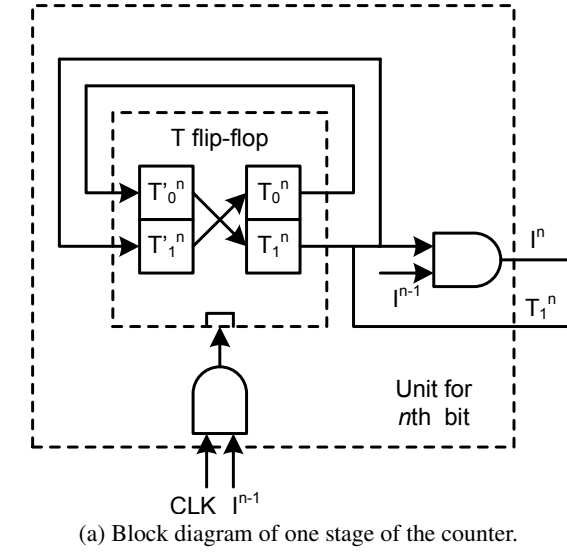 T flip-flop
T'₀ⁿ T₀ⁿ
T'₁ⁿ T₁ⁿ
Iⁿ
Iⁿ⁻¹
T₁ⁿ
Unit for
nth bit
CLK Iⁿ⁻¹
(a) Block diagram of one stage of the counter.